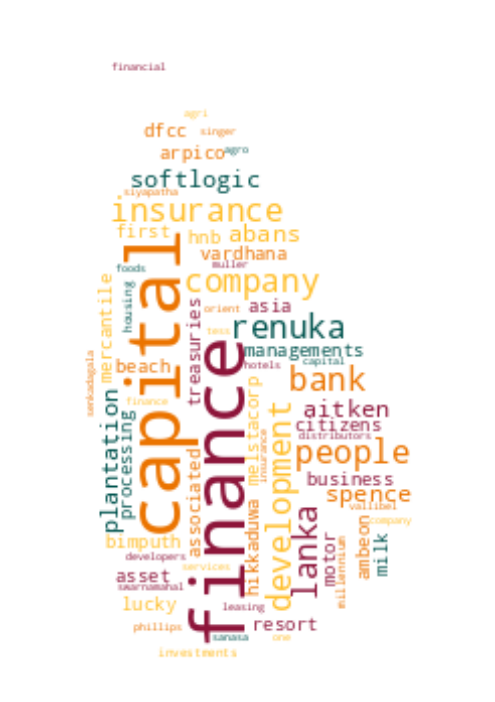 financial
agri
dfcc singer
arpico agro
softlogic
siyapatha
insurance
first hnb abans
vardhana
foods muller
company
mercantile
housing
capital
treasuries
orient asia
tess renuka
managements
senkadagala
beach hotels capital
bank
finance
finance
meistacorp
aitken
plantation
processing
citizens
distributors
development
insurance
people
associated
business
spence
hikkaduwa
lanka
vallibel
company
motor
ambeon
milk
millennium
bimputh
developers
services
asset
swarnamahal
lucky leasing
phillips resort
sanasa one
investments